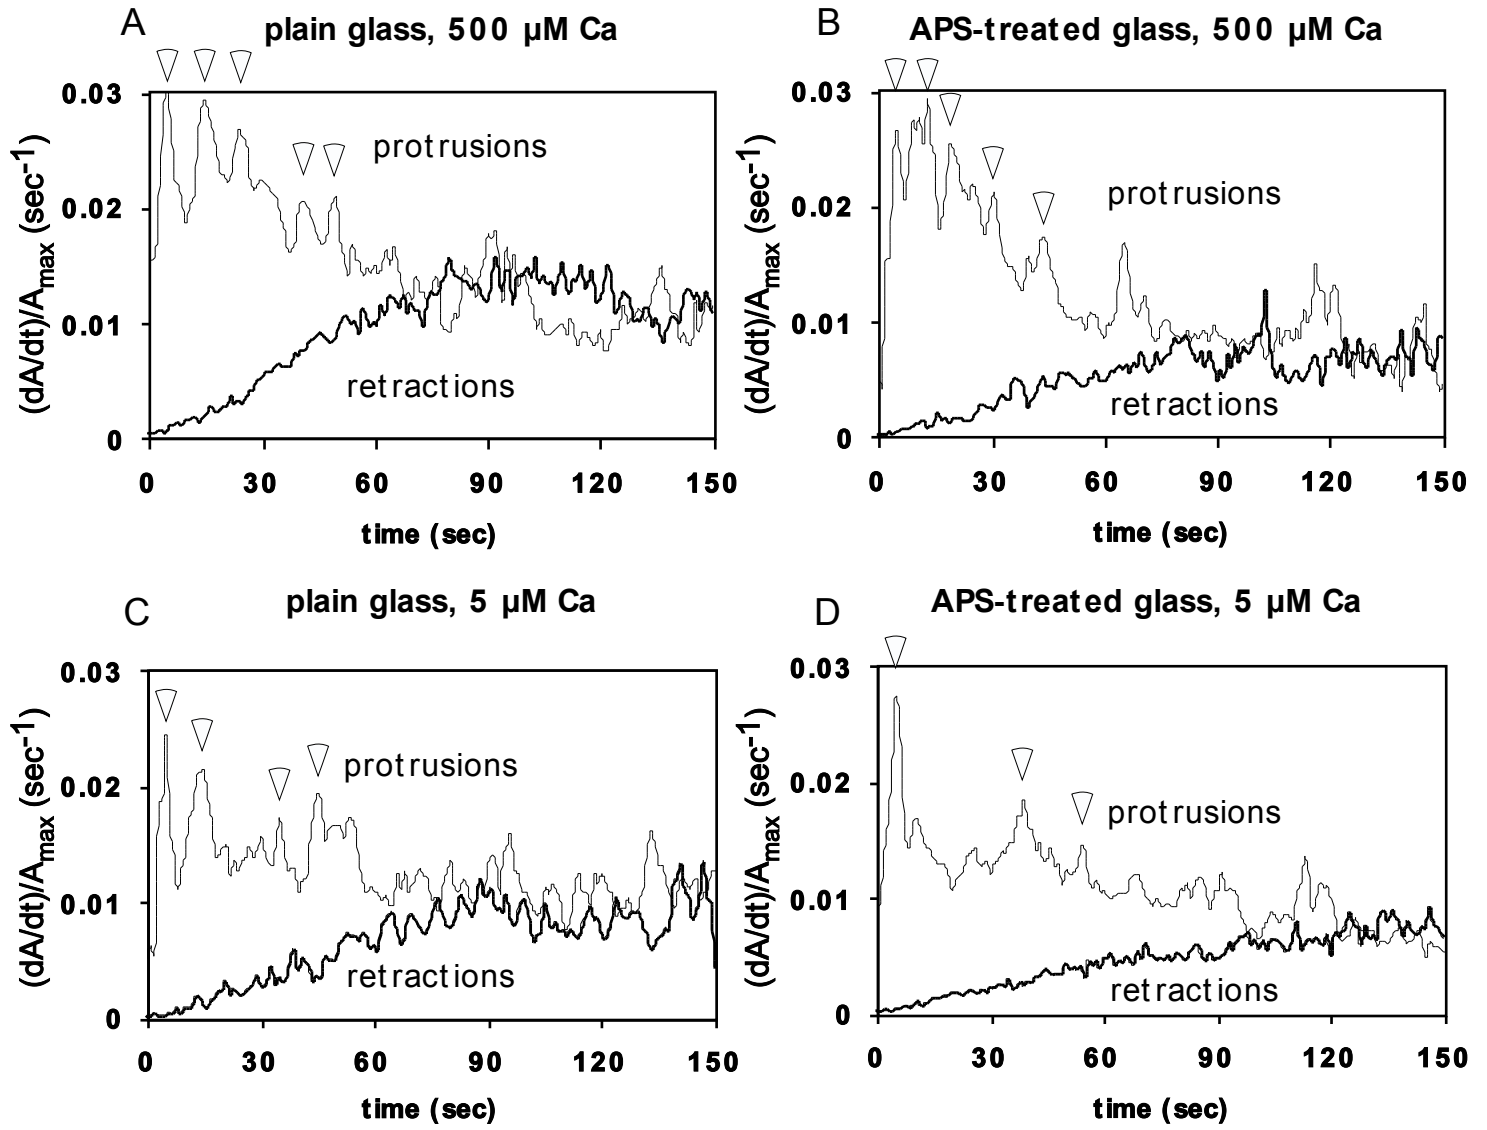 A
plain glass, 500 µM Ca
(dA/dt)/Amax (sec-1)
0.03
0.02
0.01
0
protrusions
retractions
0 30 60 90 120 150
time (sec)
B
APS-treated glass, 500 µM Ca
(dA/dt)/Amax (sec-1)
0.03
0.02
0.01
0
protrusions
retractions
0 30 60 90 120 150
time (sec)
C
plain glass, 5 µM Ca
(dA/dt)/Amax (sec-1)
0.03
0.02
0.01
0
protrusions
retractions
0 30 60 90 120 150
time (sec)
D
APS-treated glass, 5 µM Ca
(dA/dt)/Amax (sec-1)
0.03
0.02
0.01
0
protrusions
retractions
0 30 60 90 120 150
time (sec)